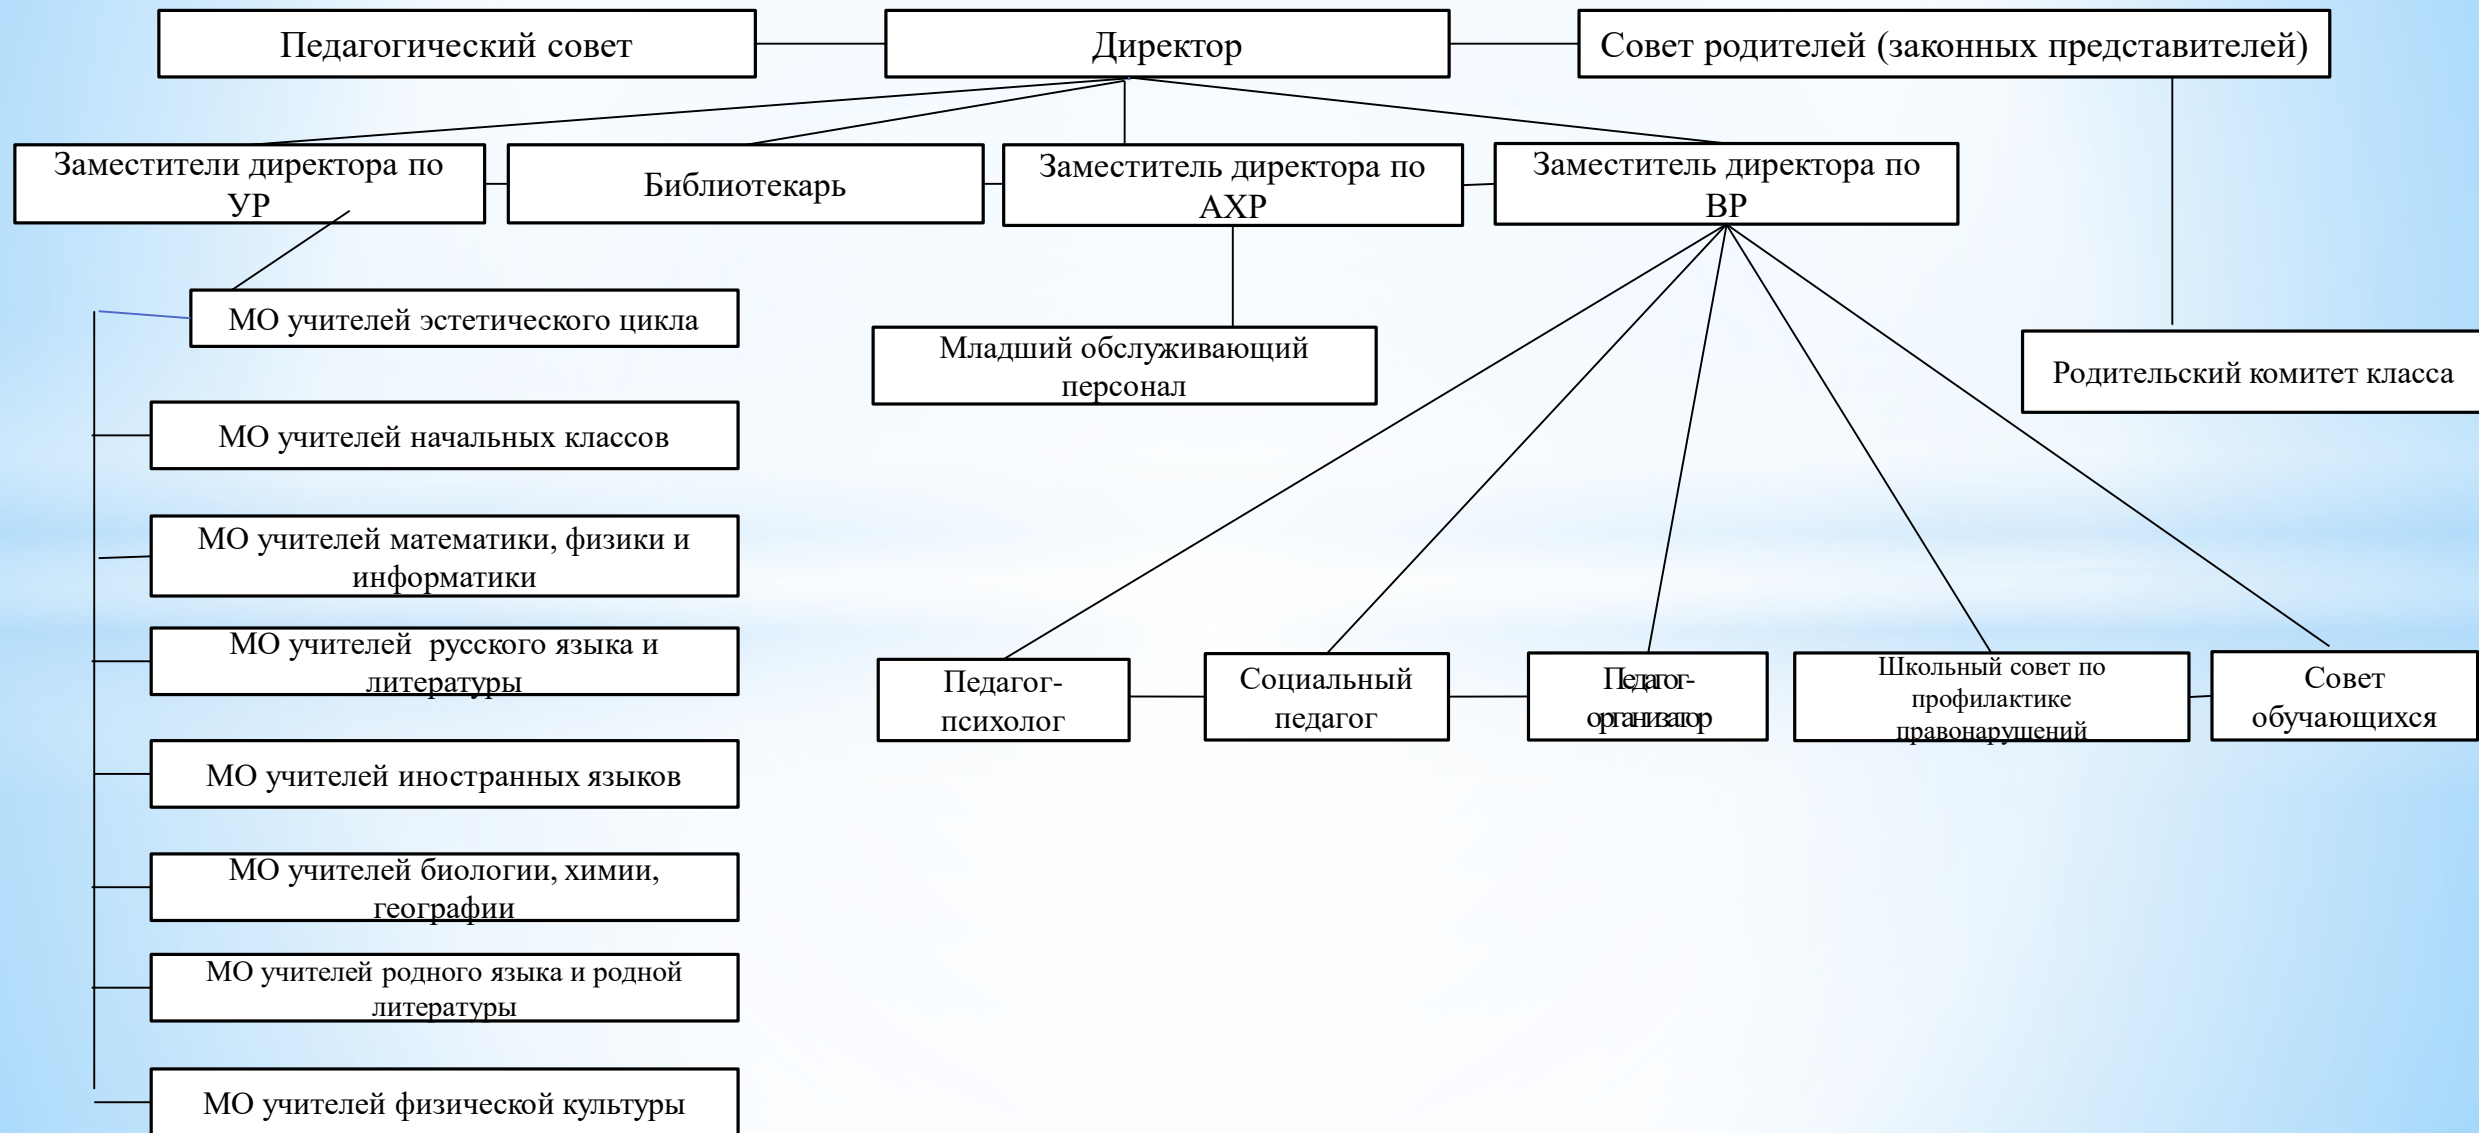 Педагогический совет
Директор
Совет родителей (законных представителей)
Заместители директора по
УР
Библиотекарь
Заместитель директора по
АХР
Заместитель директора по
ВР
МО учителей эстетического цикла
Младший обслуживающий
персонал
Родительский комитет класса
МО учителей начальных классов
МО учителей математики, физики и
информатики
МО учителей русского языка и
литературы
Педагог-
психолог
Социальный
педагог
Педагог-
организатор
Школьный совет по
профилактике
правонарушений
Совет
обучающихся
МО учителей иностранных языков
МО учителей биологии, химии,
географии
МО учителей родного языка и родной
литературы
МО учителей физической культуры